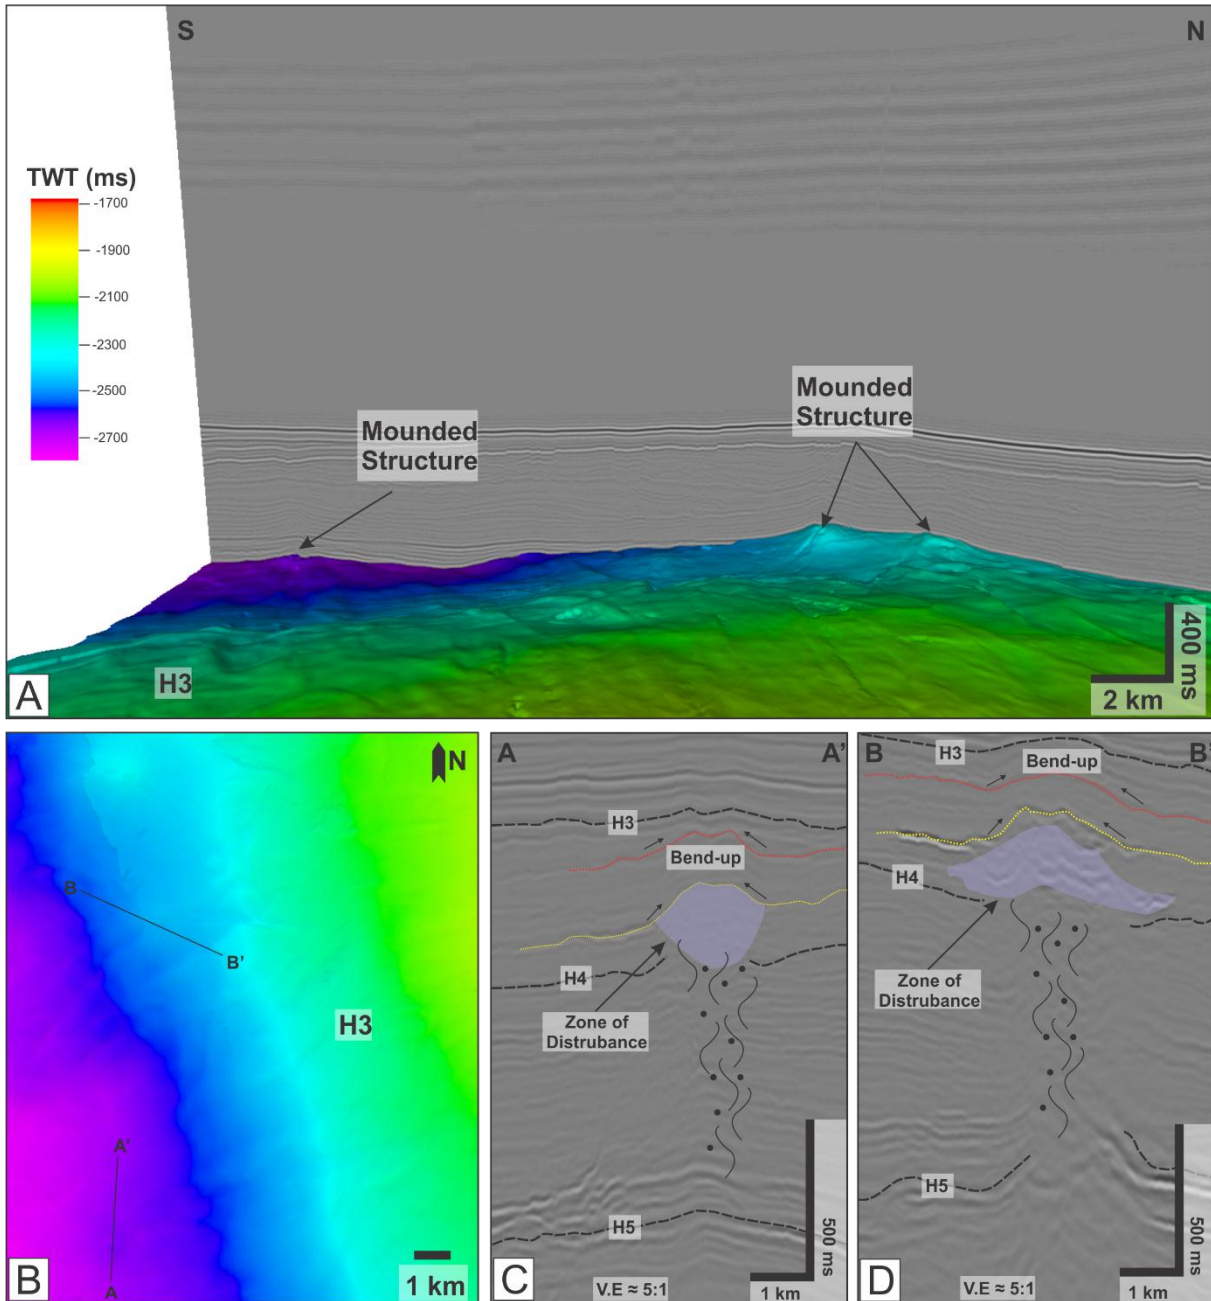 S
N
TWT (ms)
-1700
-1900
-2100
-2300
-2500
-2700
Mounded
Structure
Mounded
Structure
H3
400 ms
2 km
A
N
B
B'
H3
A'
A
1 km
B
A
A'
H3
Bend-up
H4
Zone of
Distrubance
H5
500 ms
V.E ≈ 5:1
1 km
C
B
B'
H3
Bend-up
H4
Zone of
Distrubance
H5
500 ms
V.E ≈ 5:1
1 km
D